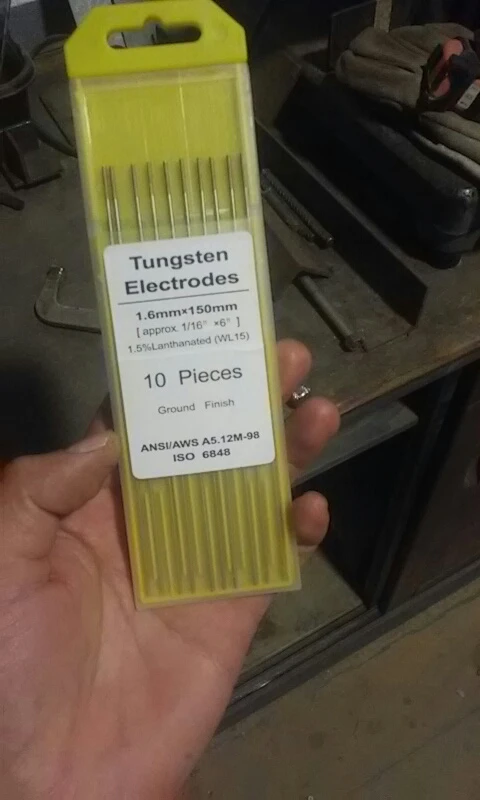 Tungsten
Electrodes
1.6mm×150mm
[ approx. 1/16" ×6" ]
1.5%Lanthanated (WL15)
10 Pieces
Ground Finish
ANSI/AWS A5.12M-98
ISO 6848